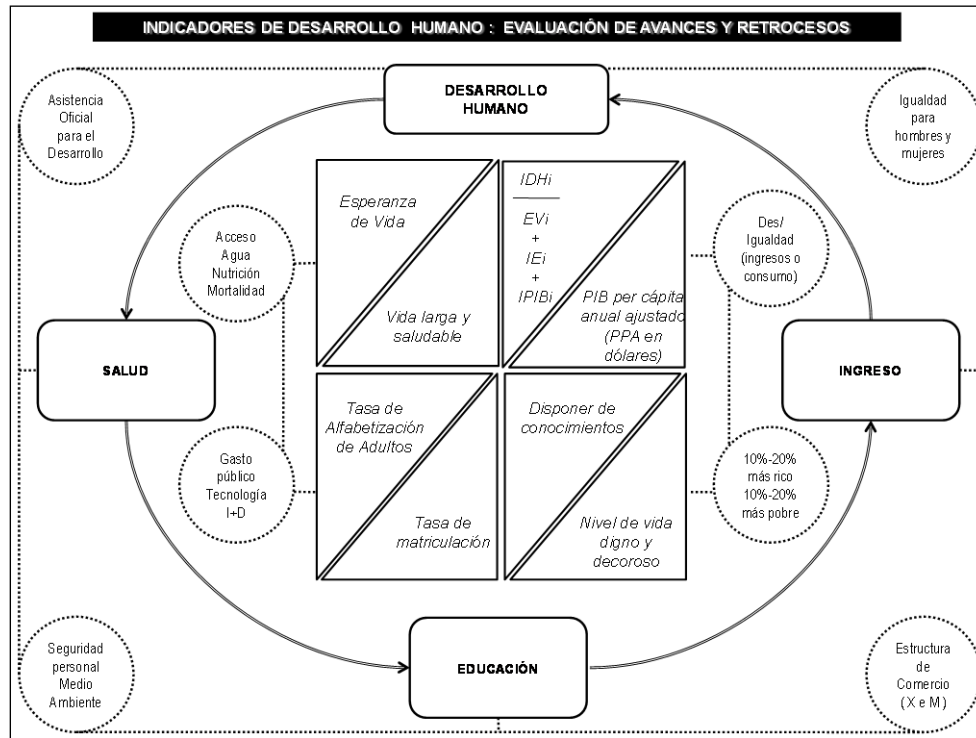 INDICADORES DE DESARROLLO HUMANO : EVALUACIÓN DE AVANCES Y RETROCESOS
Asistencia
Oficial
para el
Desarrollo
DESARROLLO
HUMANO
Igualdad
para
hombres y
mujeres
Acceso
Agua
Nutrición
Mortalidad
Esperanza
de Vida
Vida larga y
saludable
IDHi
EVi
+
IEi
+
IPIBi
PIB per cápita
anual ajustado
(PPA en
dólares)
Des/
Igualdad
(ingresos o
consumo)
SALUD
INGRESO
Gasto
público
Tecnología
I+D
Tasa de
Alfabetización
de Adultos
Tasa de
matriculación
Disponer de
conocimientos
Nivel de vida
digno y
decoroso
10%-20%
más rico
10%-20%
más pobre
Seguridad
personal
Medio
Ambiente
EDUCACIÓN
Estructura
de
Comercio
( X e M )